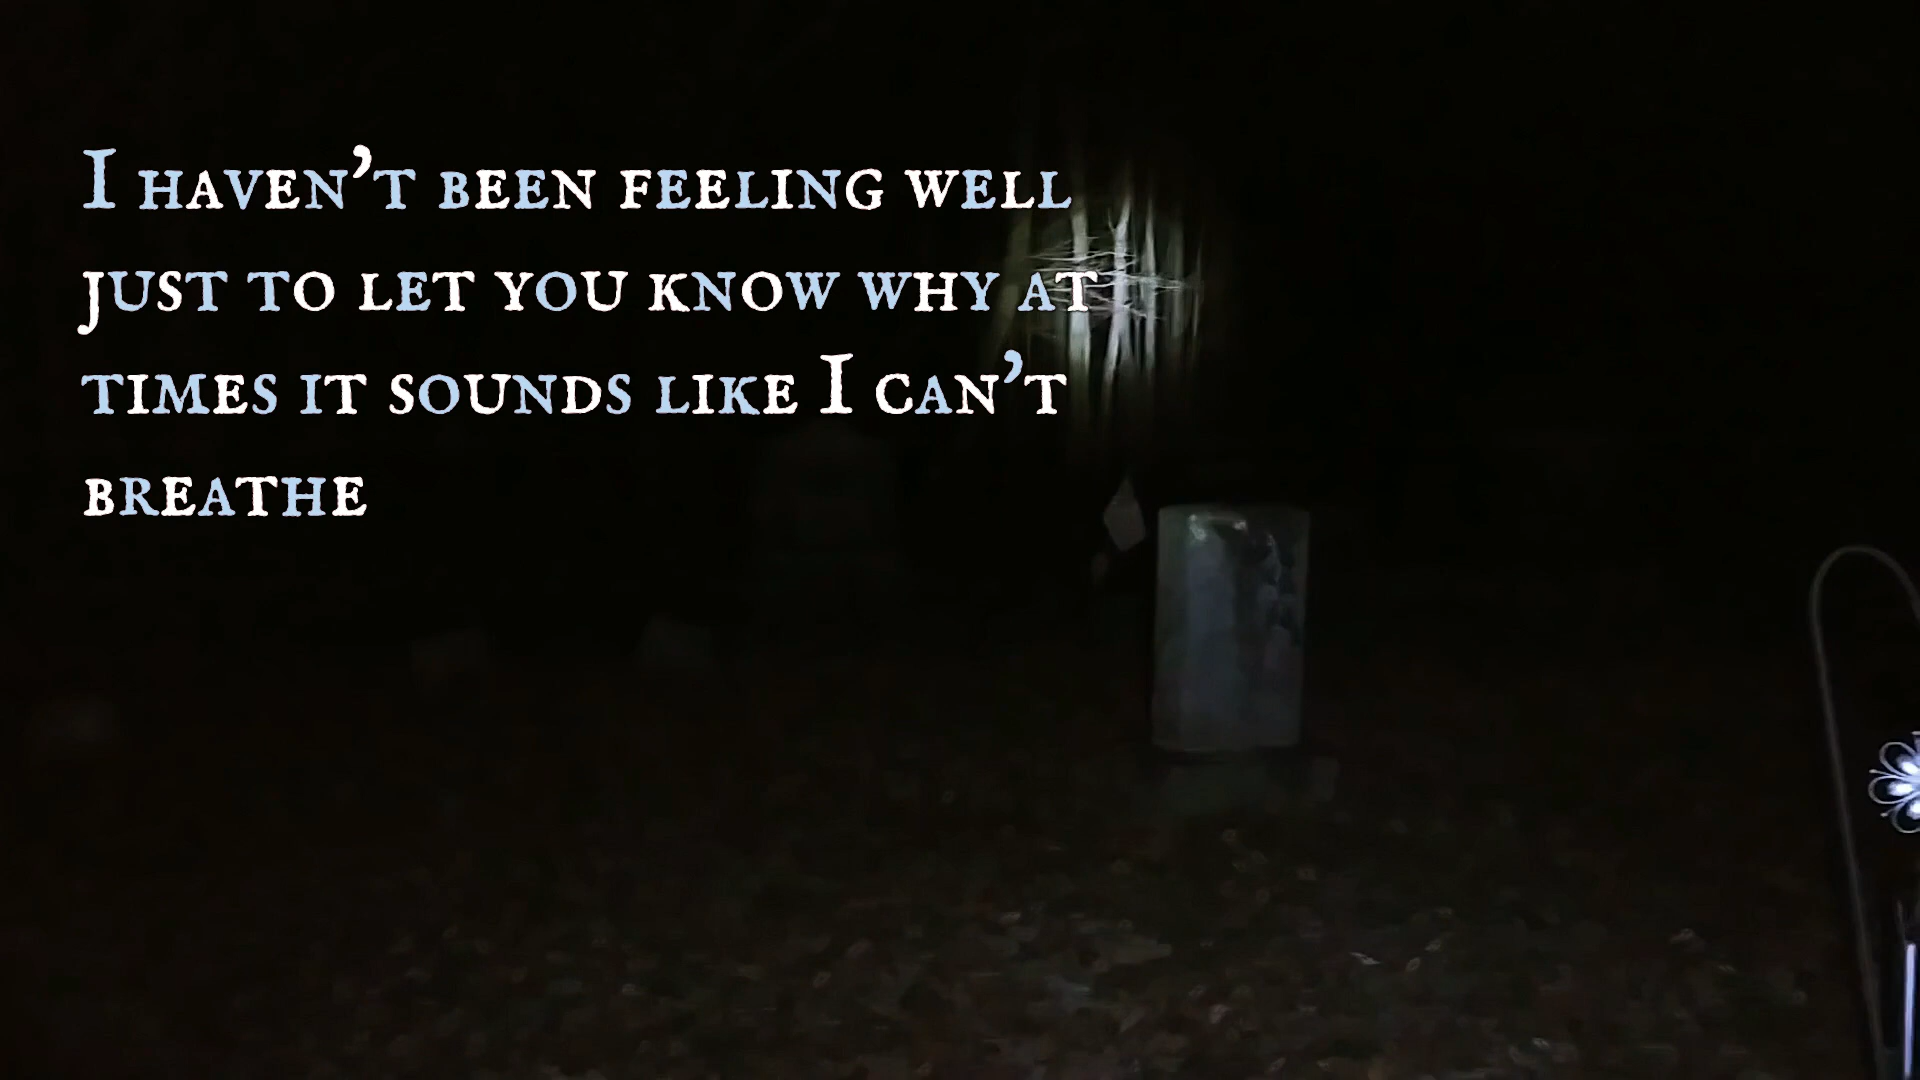 I haven't been feeling well
just to let you know why at
times it sounds like I can't
breathe